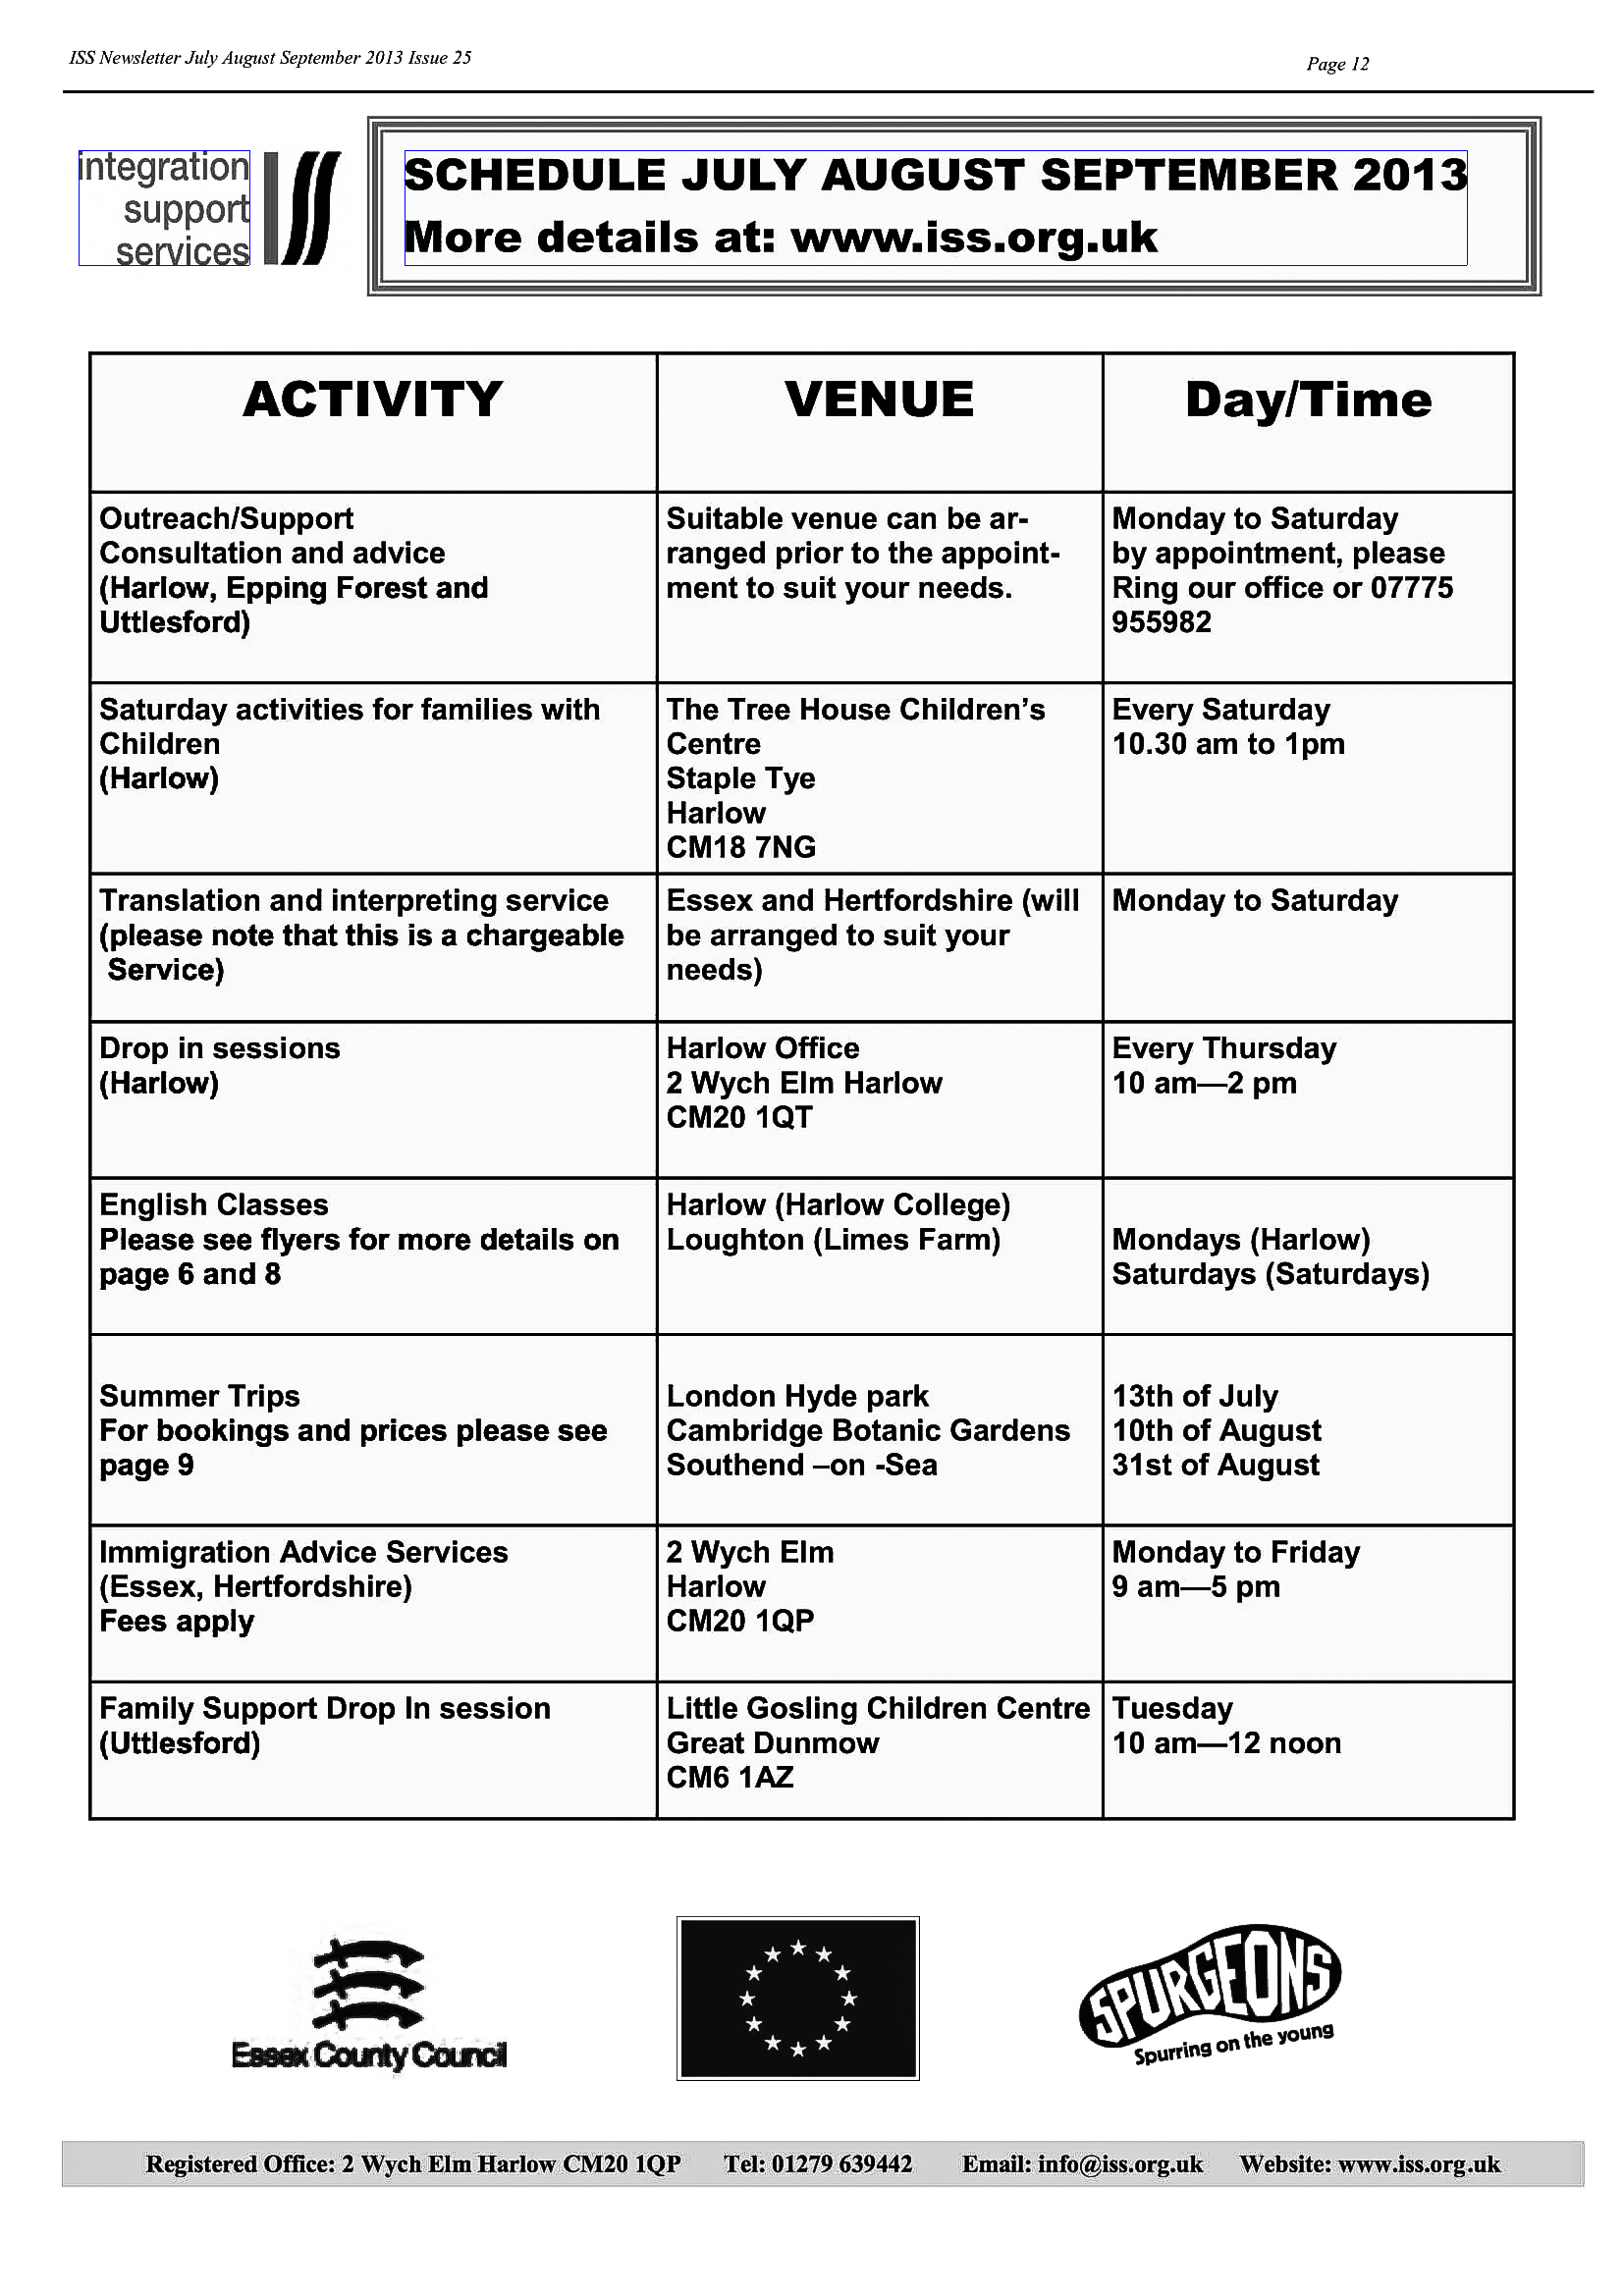 ISS Newsletter July August September 2013 Issue 25
Page 12
integration
support
services
SCHEDULE JULY AUGUST SEPTEMBER 2013
More details at: www.iss.org.uk
ACTIVITY
VENUE
Day/Time
Outreach/Support
Consultation and advice
(Harlow, Epping Forest and
Uttlesford)
Suitable venue can be ar-
ranged prior to the appoint-
ment to suit your needs.
Monday to Saturday
by appointment, please
Ring our office or 07775
955982
Saturday activities for families with
Children
(Harlow)
The Tree House Children’s
Centre
Staple Tye
Harlow
CM18 7NG
Every Saturday
10.30 am to 1pm
Translation and interpreting service
(please note that this is a chargeable
Service)
Essex and Hertfordshire (will
be arranged to suit your
needs)
Monday to Saturday
Drop in sessions
(Harlow)
Harlow Office
2 Wych Elm Harlow
CM20 1QT
Every Thursday
10 am—2 pm
English Classes
Please see flyers for more details on
page 6 and 8
Harlow (Harlow College)
Loughton (Limes Farm)
Mondays (Harlow)
Saturdays (Saturdays)
Summer Trips
For bookings and prices please see
page 9
London Hyde park
Cambridge Botanic Gardens
Southend –on -Sea
13th of July
10th of August
31st of August
Immigration Advice Services
(Essex, Hertfordshire)
Fees apply
2 Wych Elm
Harlow
CM20 1QP
Monday to Friday
9 am—5 pm
Family Support Drop In session
(Uttlesford)
Little Gosling Children Centre
Great Dunmow
CM6 1AZ
Tuesday
10 am—12 noon
Essex County Council
SPURGEONS
Spurring on the young
Registered Office: 2 Wych Elm Harlow CM20 1QP Tel: 01279 639442 Email: info@iss.org.uk Website: www.iss.org.uk